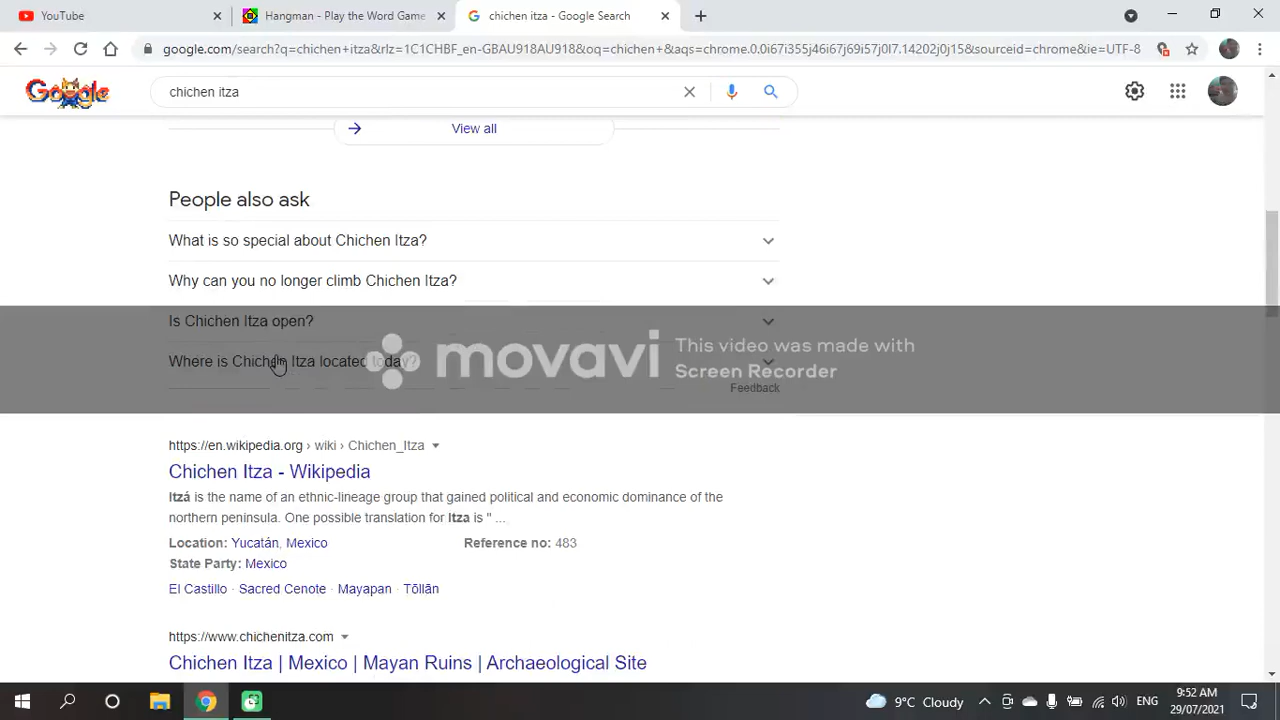 YouTube
Hangman - Play the Word Game
chichen itza - Google Search
google.com/search?q=chichen+itza&rlz=1C1CHBF_en-GBAU918AU918&oq=chichen+&aqs=chrome.0.0i67i355j46i67j69i57j0l7.14202j0j15&sourceid=chrome&ie=UTF-8
Google
chichen itza
View all
People also ask
What is so special about Chichen Itza?
Why can you no longer climb Chichen Itza?
Is Chichen Itza open?
Where is Chichen Itza located today?
movavi
This video was made with
Screen Recorder
Feedback
https://en.wikipedia.org › wiki › Chichen_Itza
Chichen Itza - Wikipedia
Itzá is the name of an ethnic-lineage group that gained political and economic dominance of the
northern peninsula. One possible translation for Itza is " ...
Location: Yucatán, Mexico
Reference no: 483
State Party: Mexico
El Castillo · Sacred Cenote · Mayapan · Tōllān
https://www.chichenitza.com
Chichen Itza | Mexico | Mayan Ruins | Archaeological Site
9°C Cloudy
ENG
9:52 AM
29/07/2021